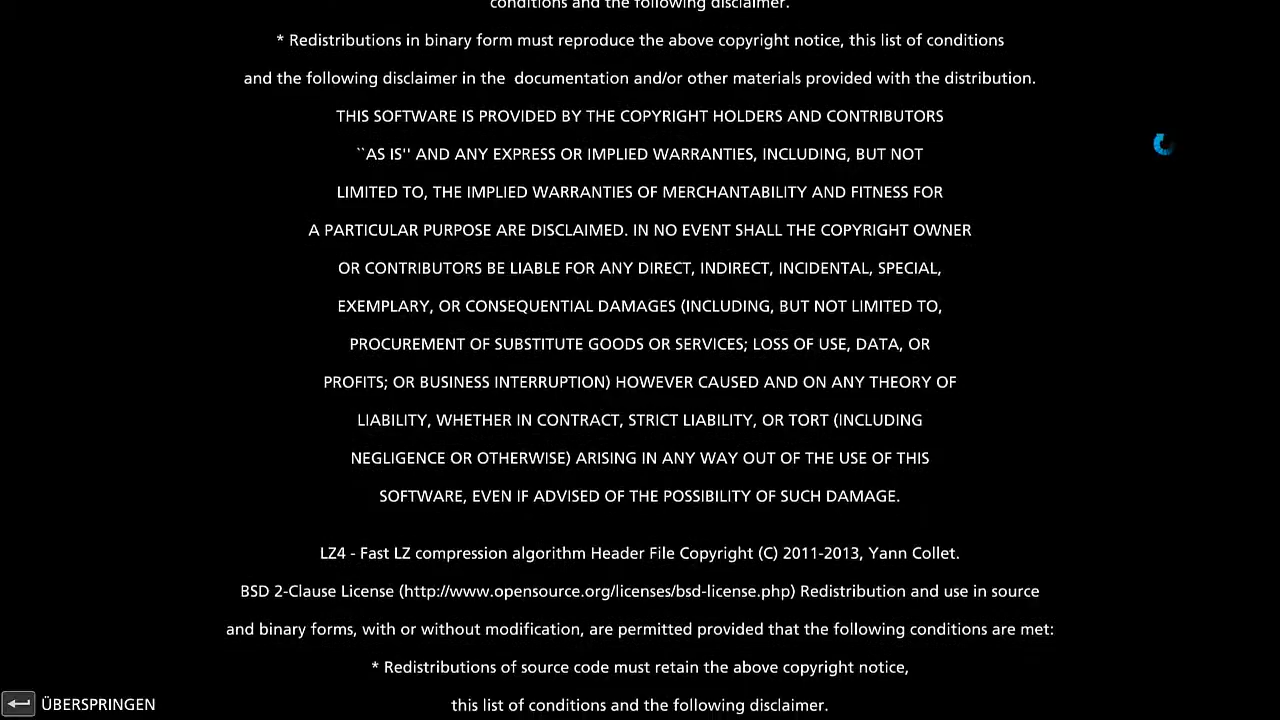 conditions and the following disclaimer.
* Redistributions in binary form must reproduce the above copyright notice, this list of conditions
and the following disclaimer in the  documentation and/or other materials provided with the distribution.
THIS SOFTWARE IS PROVIDED BY THE COPYRIGHT HOLDERS AND CONTRIBUTORS
``AS IS'' AND ANY EXPRESS OR IMPLIED WARRANTIES, INCLUDING, BUT NOT
LIMITED TO, THE IMPLIED WARRANTIES OF MERCHANTABILITY AND FITNESS FOR
A PARTICULAR PURPOSE ARE DISCLAIMED. IN NO EVENT SHALL THE COPYRIGHT OWNER
OR CONTRIBUTORS BE LIABLE FOR ANY DIRECT, INDIRECT, INCIDENTAL, SPECIAL,
EXEMPLARY, OR CONSEQUENTIAL DAMAGES (INCLUDING, BUT NOT LIMITED TO,
PROCUREMENT OF SUBSTITUTE GOODS OR SERVICES; LOSS OF USE, DATA, OR
PROFITS; OR BUSINESS INTERRUPTION) HOWEVER CAUSED AND ON ANY THEORY OF
LIABILITY, WHETHER IN CONTRACT, STRICT LIABILITY, OR TORT (INCLUDING
NEGLIGENCE OR OTHERWISE) ARISING IN ANY WAY OUT OF THE USE OF THIS
SOFTWARE, EVEN IF ADVISED OF THE POSSIBILITY OF SUCH DAMAGE.
LZ4 - Fast LZ compression algorithm Header File Copyright (C) 2011-2013, Yann Collet.
BSD 2-Clause License (http://www.opensource.org/licenses/bsd-license.php) Redistribution and use in source
and binary forms, with or without modification, are permitted provided that the following conditions are met:
* Redistributions of source code must retain the above copyright notice,
this list of conditions and the following disclaimer.
ÜBERSPRINGEN